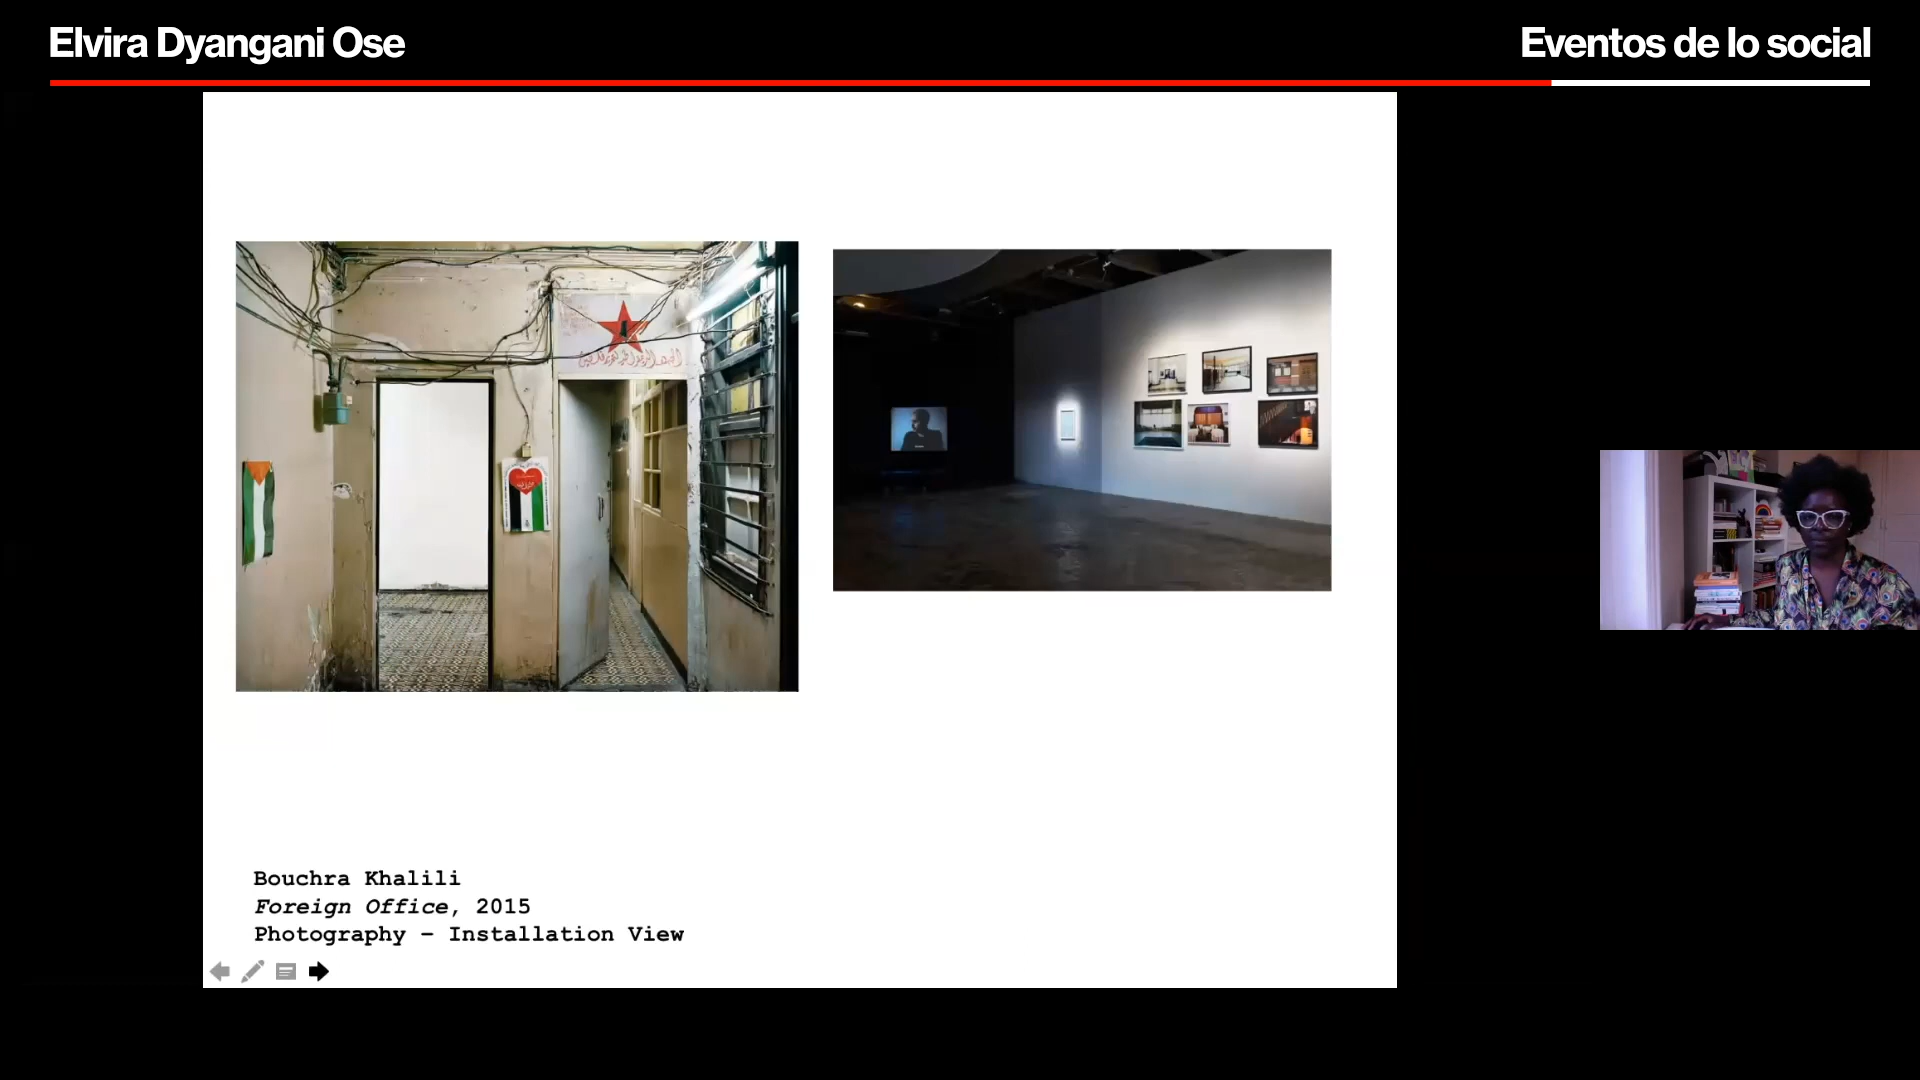 Elvira Dyangani Ose
Eventos de lo social
Bouchra Khalili
Foreign Office, 2015
Photography – Installation View